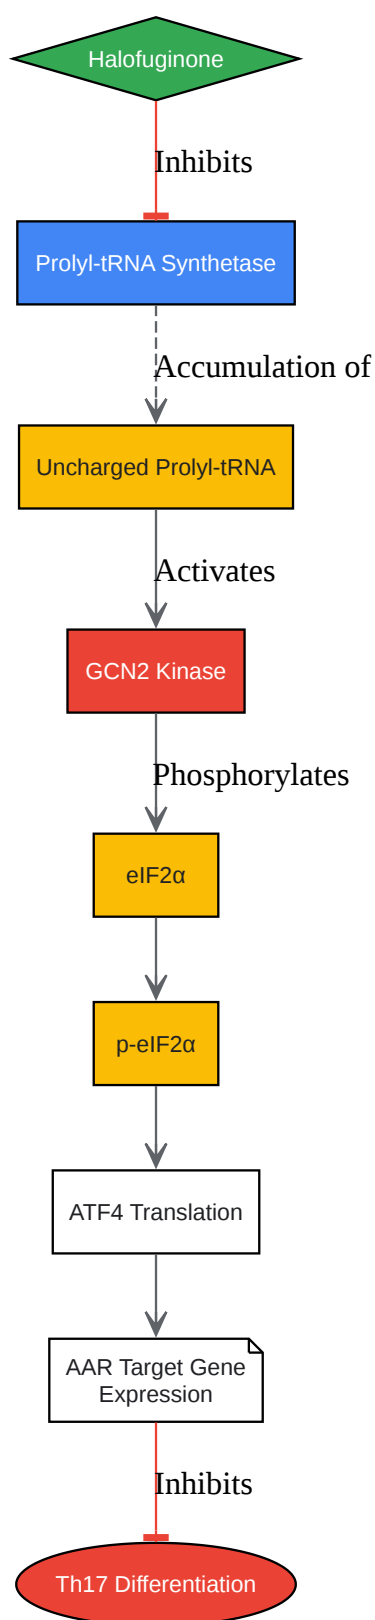 Halofuginone
Inhibits
Prolyl-tRNA Synthetase
Accumulation of
Uncharged Prolyl-tRNA
Activates
GCN2 Kinase
Phosphorylates
eIF2α
p-eIF2α
ATF4 Translation
AAR Target Gene
Expression
Inhibits
Th17 Differentiation